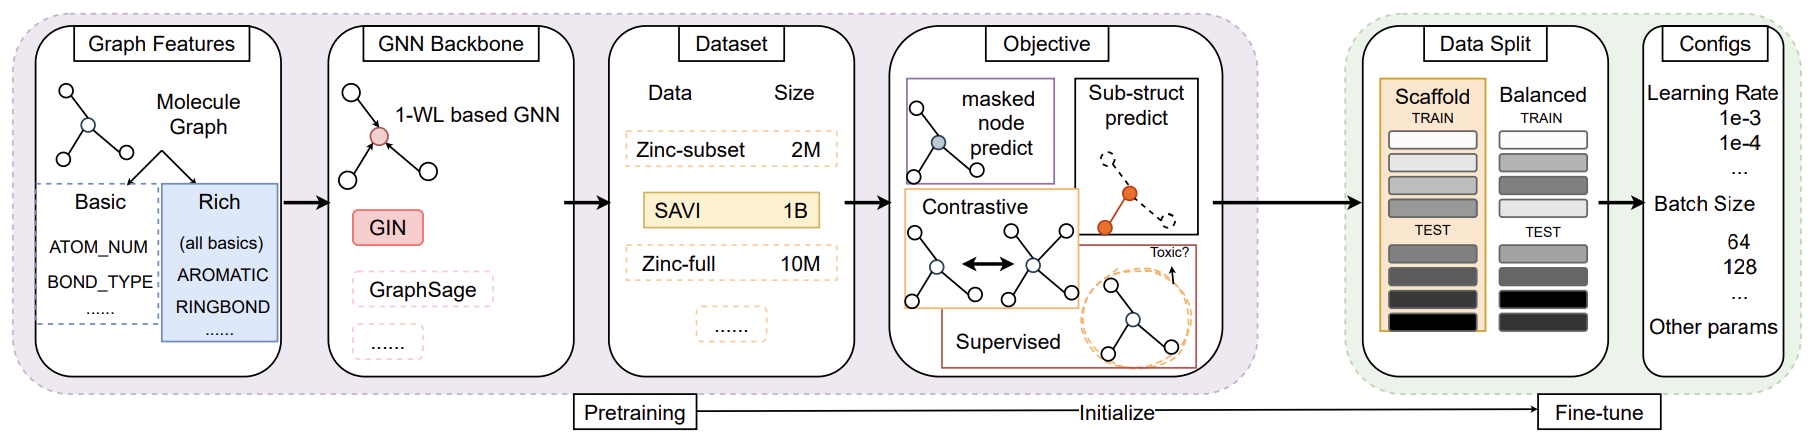 Graph Features
Molecule
Graph
Basic
ATOM_NUM
BOND_TYPE
......
Rich
(all basics)
AROMATIC
RINGBOND
......
GNN Backbone
1-WL based GNN
GIN
GraphSage
......
Dataset
Data Size
Zinc-subset 2M
SAVI 1B
Zinc-full 10M
......
Objective
masked
node
predict
Sub-struct
predict
Contrastive
Toxic?
Supervised
Data Split
Scaffold
TRAIN
TEST
Balanced
TRAIN
TEST
Configs
Learning Rate
1e-3
1e-4
...
Batch Size
64
128
...
Other params
Pretraining
Initialize
Fine-tune